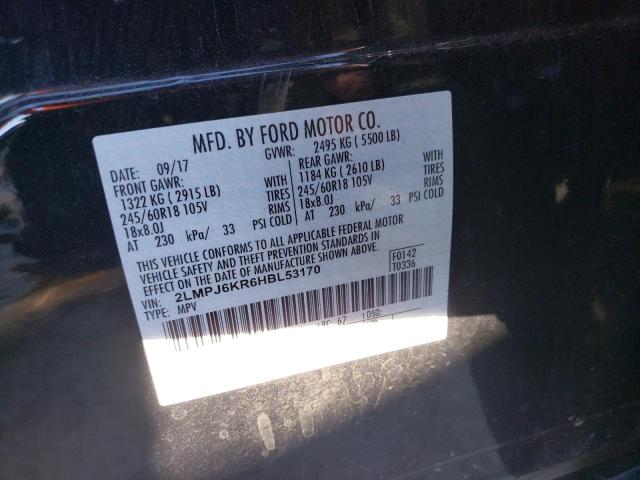 MFD. BY FORD MOTOR CO.
DATE: 09/17 GVWR: 2495 KG ( 5500 LB)
FRONT GAWR: REAR GAWR:
1322 KG ( 2915 LB) WITH 1184 KG ( 2610 LB) WITH
245/60R18 105V TIRES 245/60R18 105V TIRES
18x8.0J RIMS 18x8.0J RIMS
AT 230 kPa/ 33 PSI COLD AT 230 kPa/ 33 PSI COLD
THIS VEHICLE CONFORMS TO ALL APPLICABLE FEDERAL MOTOR
VEHICLE SAFETY AND THEFT PREVENTION STANDARDS IN
EFFECT ON THE DATE OF MANUFACTURE SHOWN ABOVE. F0142
VIN: 2LMPJ6KR6HBL53170 T0336
TYPE: MPV
67 DSO: